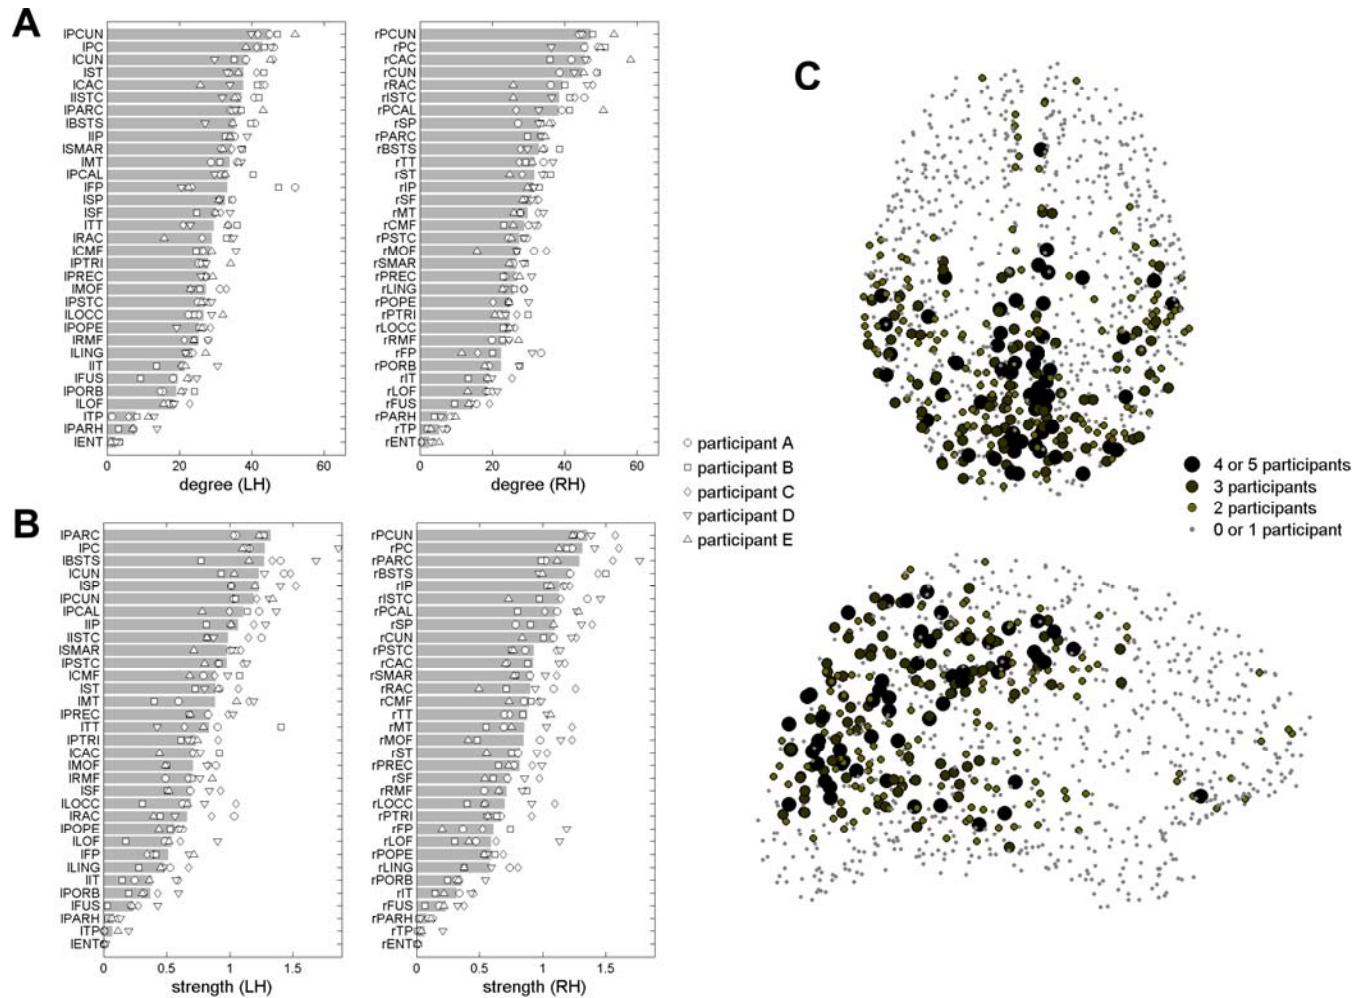 A
lPCUN
lPC
lCUN
lST
lCAC
lISTC
lPARC
lBSTS
lIP
lSMAR
lMT
lPCAL
lFP
lSP
lSF
lTT
lRAC
lCMF
lPTRI
lPREC
lMOF
lPSTC
lLOCC
lPOPE
lRMF
lLING
lIT
lFUS
lPORB
lLOF
lTP
lPARH
lENT
0 20 40 60
degree (LH)
rPCUN
rPC
rCAC
rCUN
rRAC
rISTC
rPCAL
rSP
rPARC
rBSTS
rTT
rST
rIP
rSF
rMT
rCMF
rPSTC
rMOF
rSMAR
rPREC
rLING
rPOPE
rPTRI
rLOCC
rRMF
rFP
rPORB
rIT
rLOF
rFUS
rPARH
rTP
rENT
0 20 40 60
degree (RH)
participant A
participant B
participant C
participant D
participant E
B
lPARC
lPC
lBSTS
lCUN
lSP
lPCUN
lPCAL
lIP
lISTC
lSMAR
lPSTC
lCMF
lST
lMT
lPREC
lTT
lPTRI
lCAC
lMOF
lRMF
lSF
lLOCC
lRAC
lPOPE
lLOF
lFP
lLING
lIT
lPORB
lFUS
lPARH
lTP
lENT
0 0.5 1 1.5
strength (LH)
rPCUN
rPC
rPARC
rBSTS
rIP
rISTC
rPCAL
rSP
rCUN
rPSTC
rCAC
rSMAR
rRAC
rCMF
rTT
rMT
rMOF
rST
rPREC
rSF
rRMF
rLOCC
rPTRI
rFP
rLOF
rPOPE
rLING
rPORB
rIT
rFUS
rPARH
rTP
rENT
0 0.5 1 1.5
strength (RH)
C
4 or 5 participants
3 participants
2 participants
0 or 1 participant